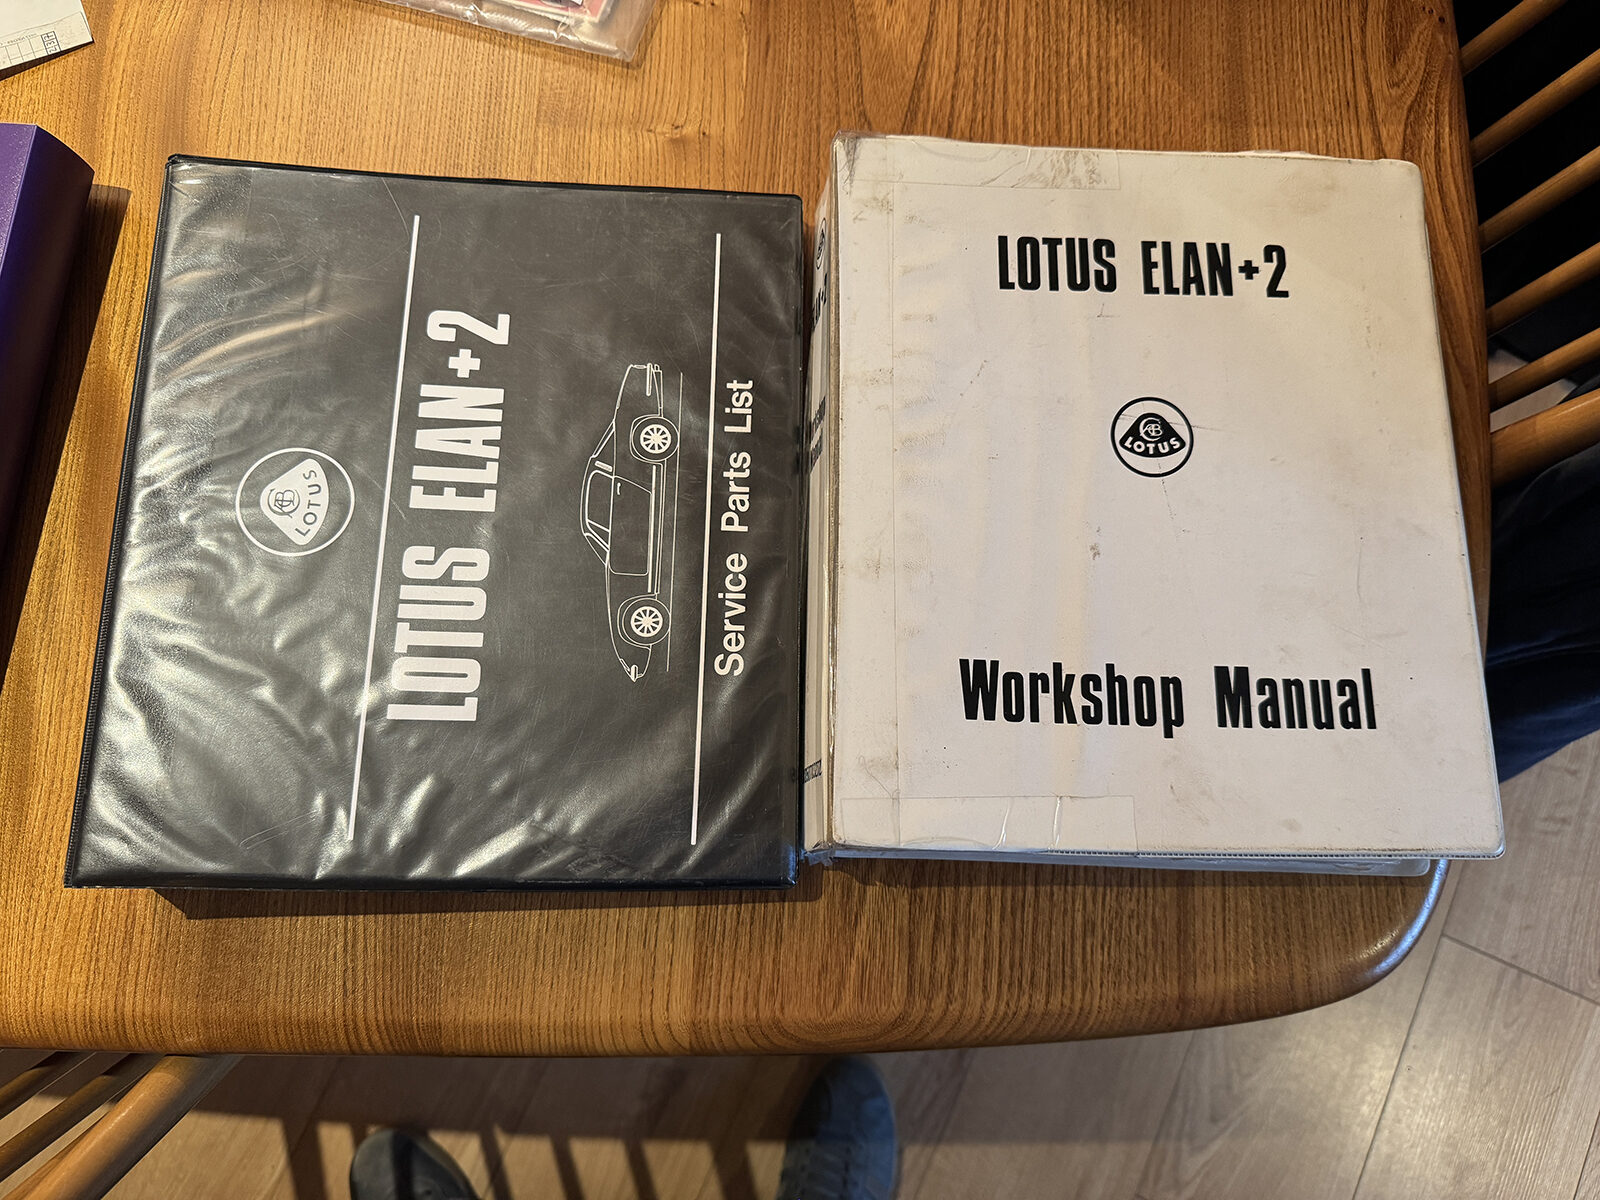 LOTUS
LOTUS ELAN+2
Service Parts List
LOTUS ELAN+2
LOTUS
Workshop Manual